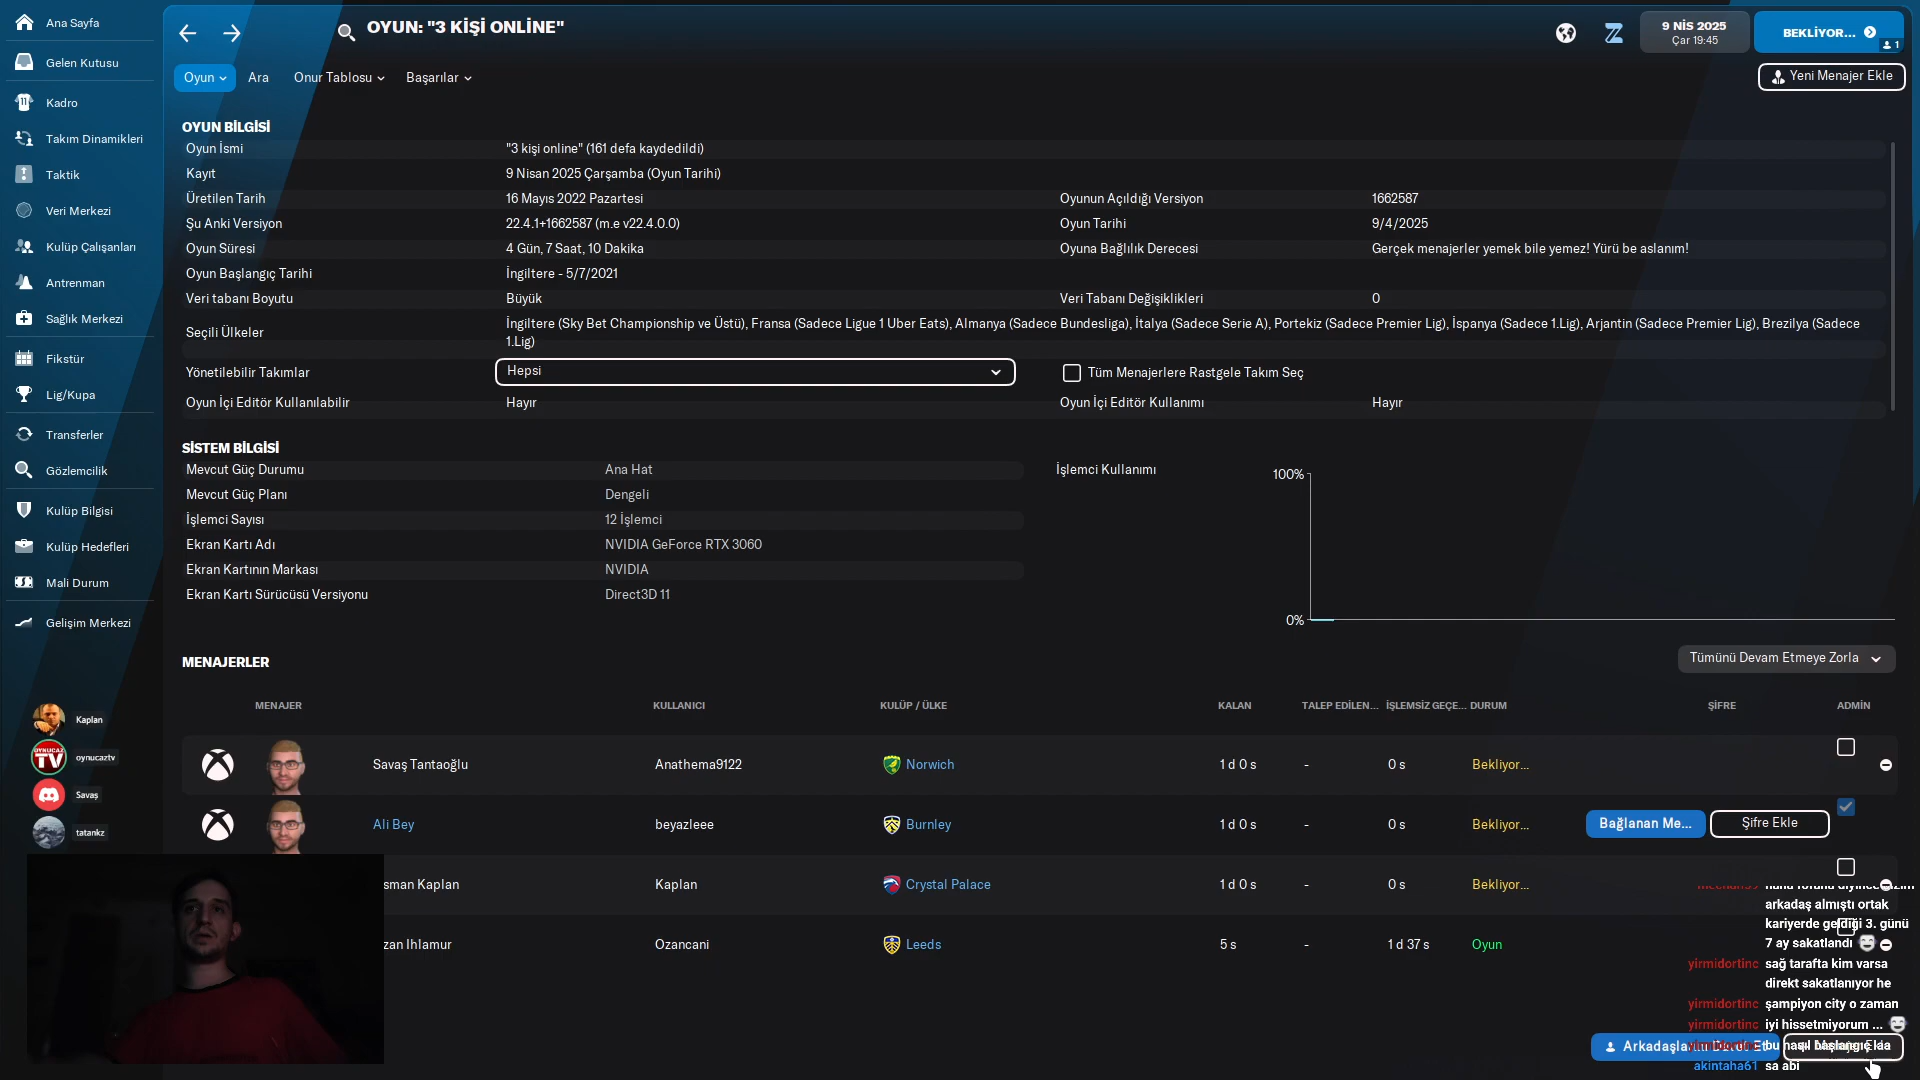 Ana Sayfa
Gelen Kutusu
Kadro
Takım Dinamikleri
Taktik
Veri Merkezi
Kulüp Çalışanları
Antrenman
Sağlık Merkezi
Fikstür
Lig/Kupa
Transferler
Gözlemcilik
Kulüp Bilgisi
Kulüp Hedefleri
Mali Durum
Gelişim Merkezi
Kaplan
oynucaztv
Savaş
tatankz
OYUN: "3 KİŞİ ONLINE"
9 NİS 2025
Çar 19:45
BEKLİYOR...
1
Oyun
Ara
Onur Tablosu
Başarılar
Yeni Menajer Ekle
OYUN BİLGİSİ
Oyun İsmi "3 kişi online" (161 defa kaydedildi)
Kayıt 9 Nisan 2025 Çarşamba (Oyun Tarihi)
Üretilen Tarih 16 Mayıs 2022 Pazartesi Oyunun Açıldığı Versiyon 1662587
Şu Anki Versiyon 22.4.1+1662587 (m.e v22.4.0.0) Oyun Tarihi 9/4/2025
Oyun Süresi 4 Gün, 7 Saat, 10 Dakika Oyuna Bağlılık Derecesi Gerçek menajerler yemek bile yemez! Yürü be aslanım!
Oyun Başlangıç Tarihi İngiltere - 5/7/2021
Veri tabanı Boyutu Büyük Veri Tabanı Değişiklikleri 0
Seçili Ülkeler İngiltere (Sky Bet Championship ve Üstü), Fransa (Sadece Ligue 1 Uber Eats), Almanya (Sadece Bundesliga), İtalya (Sadece Serie A), Portekiz (Sadece Premier Lig), İspanya (Sadece 1.Lig), Arjantin (Sadece Premier Lig), Brezilya (Sadece
1.Lig)
Yönetilebilir Takımlar Hepsi Tüm Menajerlere Rastgele Takım Seç
Oyun İçi Editör Kullanılabilir Hayır Oyun İçi Editör Kullanımı Hayır
SİSTEM BİLGİSİ
Mevcut Güç Durumu Ana Hat İşlemci Kullanımı 100%
Mevcut Güç Planı Dengeli
İşlemci Sayısı 12 İşlemci
Ekran Kartı Adı NVIDIA GeForce RTX 3060
Ekran Kartının Markası NVIDIA
Ekran Kartı Sürücüsü Versiyonu Direct3D 11
0%
MENAJERLER
Tümünü Devam Etmeye Zorla
MENAJER KULLANICI KULÜP / ÜLKE KALAN TALEP EDİLEN... İŞLEMSİZ GEÇE... DURUM ŞİFRE ADMİN
Savaş Tantaoğlu Anathema9122 Norwich 1 d 0 s - 0 s Bekliyor...
Ali Bey beyazleee Burnley 1 d 0 s - 0 s Bekliyor... Bağlanan Me... Şifre Ekle
sman Kaplan Kaplan Crystal Palace 1 d 0 s - 0 s Bekliyor...
zan Ihlamur Ozancani Leeds 5 s - 1 d 37 s Oyun
arkadaş almıştı ortak
kariyerde geldiği 3. günü
7 ay sakatlandı
yirmidortinc sağ tarafta kim varsa
direkt sakatlanıyor he
yirmidortinc şampiyon city o zaman
yirmidortinc iyi hissetmiyorum ...
yirmidortinc bu nasıl başlangıç la
akintaha61 sa abi